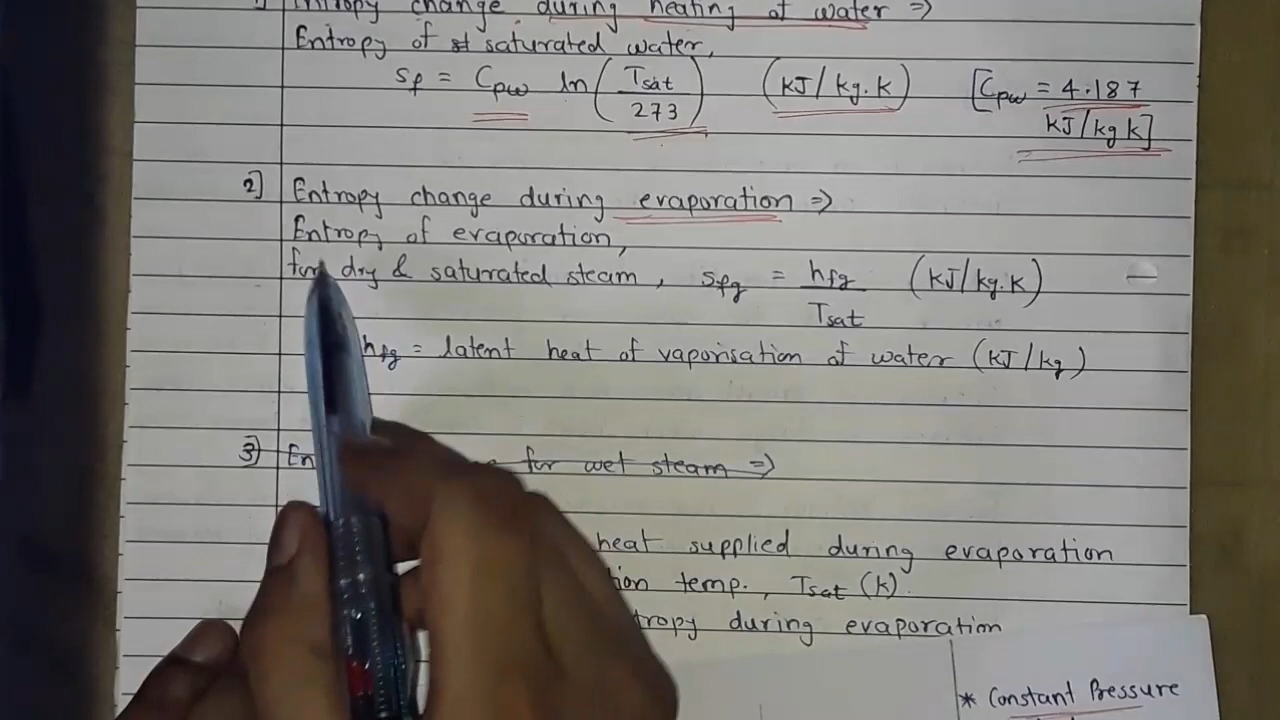 Entropy change during heating of water ⇒
Entropy of saturated water,
sf = Cpw ln(Tsat/273) (kJ/kg.K) [Cpw = 4.187 kJ/kg K]
2] Entropy change during evaporation ⇒
Entropy of evaporation,
for dry & saturated steam, sfg = hfg/Tsat (kJ/kg.K)
hfg = latent heat of vaporisation of water (kJ/kg)
3] En for wet steam ⇒
heat supplied during evaporation
temp., Tsat (K).
during evaporation
* Constant Pressure